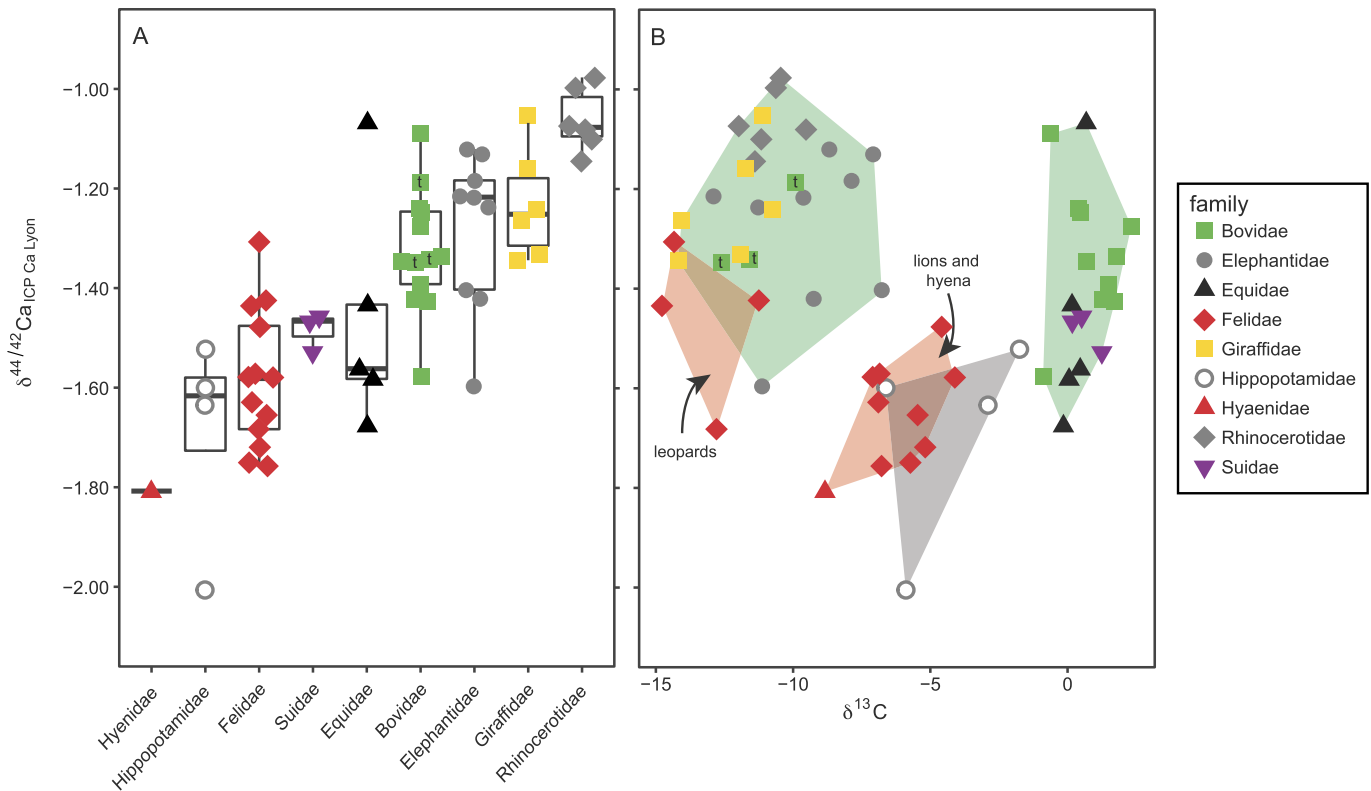 A
B
δ44/42Ca ICP Ca Lyon
−1.00
−1.20
−1.40
−1.60
−1.80
−2.00
t
t
t
t
t
t
lions and
hyena
leopards
Hyenidae
Hippopotamidae
Felidae
Suidae
Equidae
Bovidae
Elephantidae
Giraffidae
Rhinocerotidae
−15
−10
−5
0
δ13C
family
Bovidae
Elephantidae
Equidae
Felidae
Giraffidae
Hippopotamidae
Hyaenidae
Rhinocerotidae
Suidae